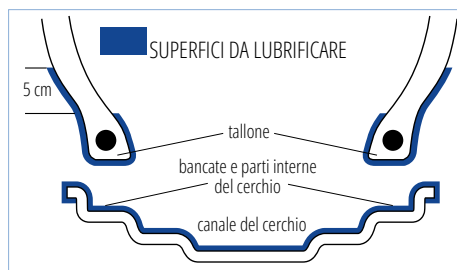 SUPERFICI DA LUBRIFICARE
5 cm
tallone
bancate e parti interne
del cerchio
canale del cerchio